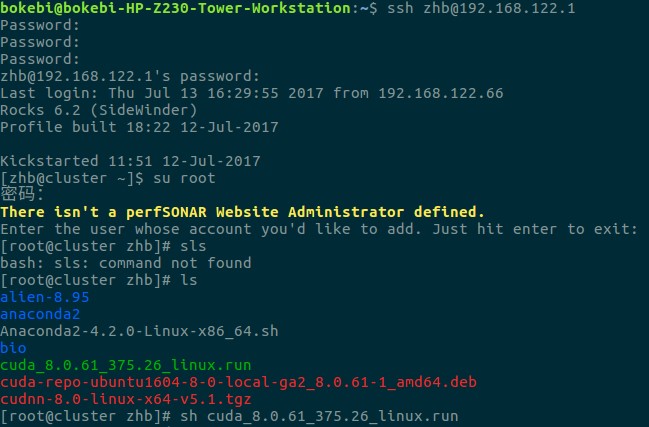 bokebi@bokebi-HP-Z230-Tower-Workstation:~$ ssh zhb@192.168.122.1
Password:
Password:
Password:
zhb@192.168.122.1's password:
Last login: Thu Jul 13 16:29:55 2017 from 192.168.122.66
Rocks 6.2 (SideWinder)
Profile built 18:22 12-Jul-2017
Kickstarted 11:51 12-Jul-2017
[zhb@cluster ~]$ su root
密码：
There isn't a perfSONAR Website Administrator defined.
Enter the user whose account you'd like to add. Just hit enter to exit:
[root@cluster zhb]# sls
bash: sls: command not found
[root@cluster zhb]# ls
alien-8.95
anaconda2
Anaconda2-4.2.0-Linux-x86_64.sh
bio
cuda_8.0.61_375.26_linux.run
cuda-repo-ubuntu1604-8-0-local-ga2_8.0.61-1_amd64.deb
cudnn-8.0-linux-x64-v5.1.tgz
[root@cluster zhb]# sh cuda_8.0.61_375.26_linux.run